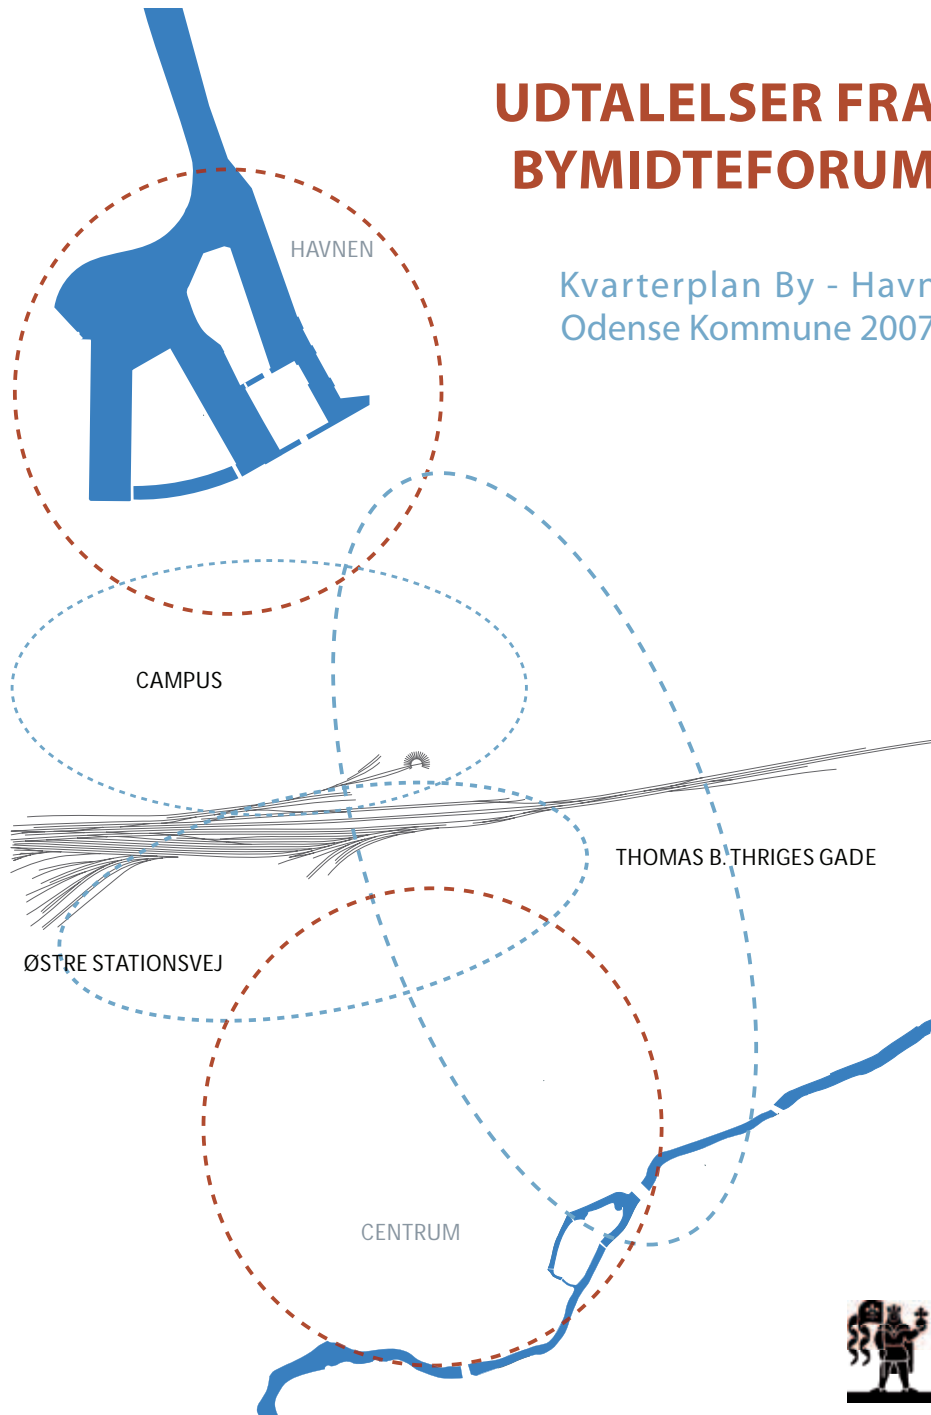 UDTALELSER FRA
BYMIDTEFORUM
HAVNEN
Kvarterplan By - Havn
Odense Kommune 2007
CAMPUS
THOMAS B. THRIGES GADE
ØSTRE STATIONSVEJ
CENTRUM